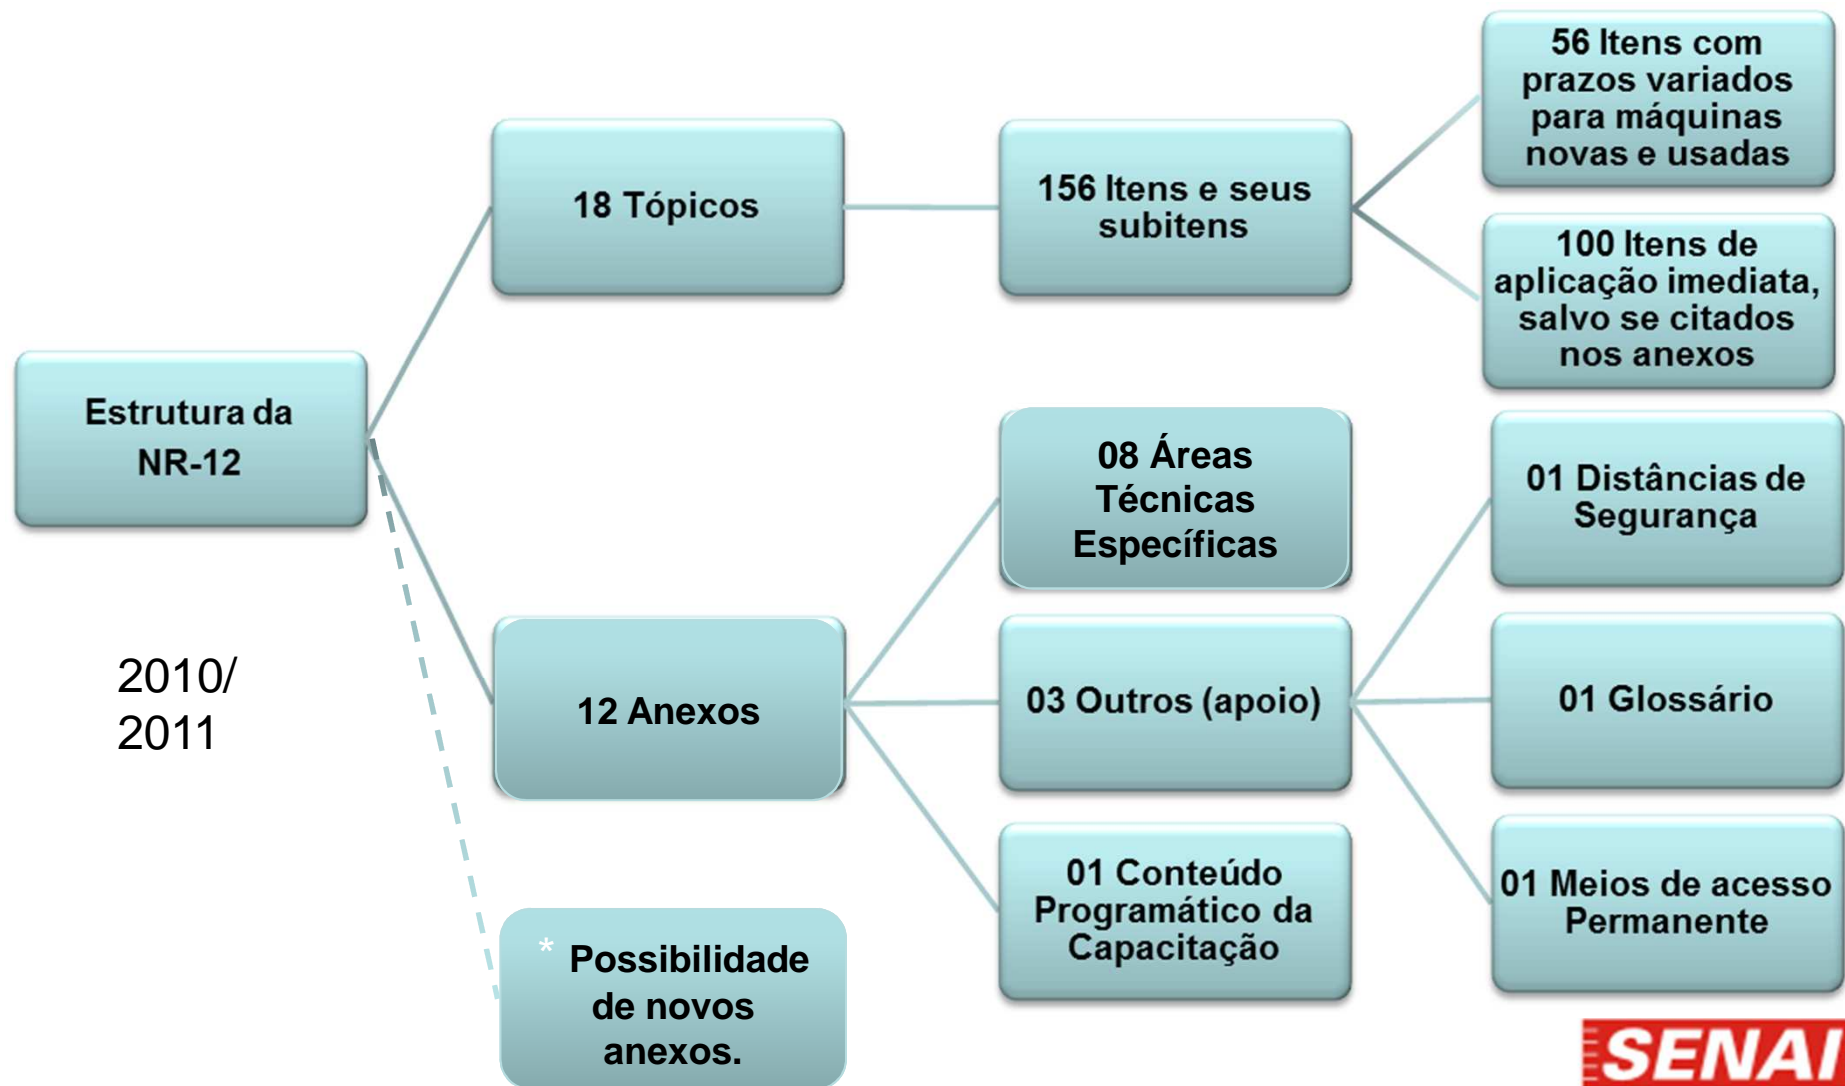 Estrutura da
NR-12
2010/
2011
18 Tópicos
156 Itens e seus
subitens
56 Itens com
prazos variados
para máquinas
novas e usadas
100 Itens de
aplicação imediata,
salvo se citados
nos anexos
12 Anexos
08 Áreas
Técnicas
Específicas
03 Outros (apoio)
01 Conteúdo
Programático da
Capacitação
01 Distâncias de
Segurança
01 Glossário
01 Meios de acesso
Permanente
* Possibilidade
de novos
anexos.
SENAI